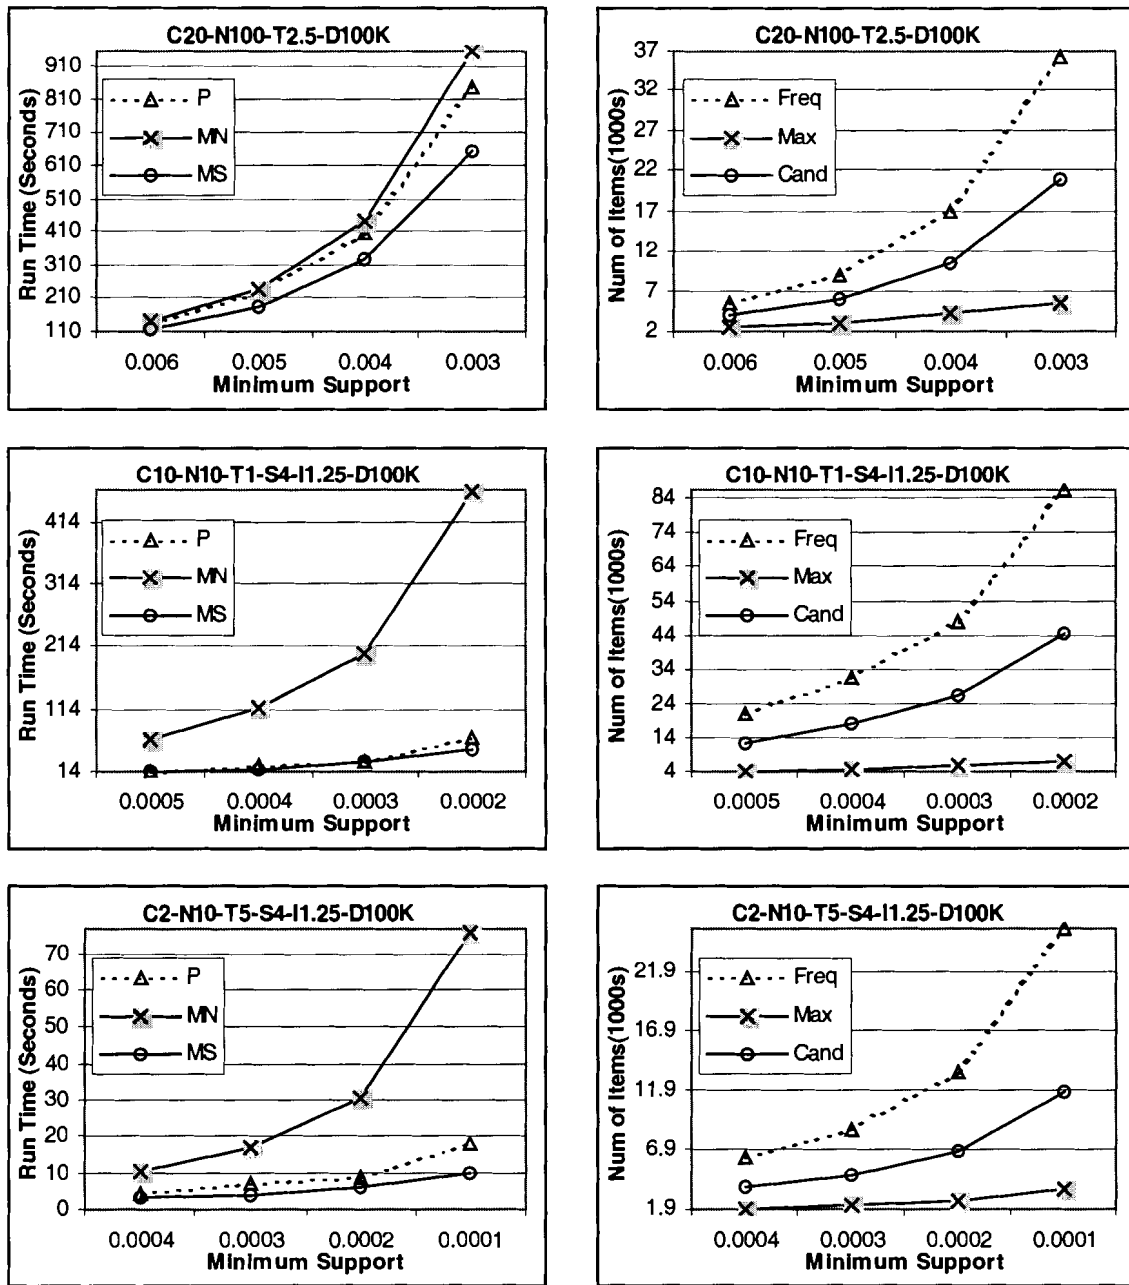 C20-N100-T2.5-D100K
Run Time (Seconds)
910
810
710
610
510
410
310
210
110
P
MN
MS
0.006 0.005 0.004 0.003
Minimum Support
C20-N100-T2.5-D100K
Num of Items(1000s)
37
32
27
22
17
12
7
2
Freq
Max
Cand
0.006 0.005 0.004 0.003
Minimum Support
C10-N10-T1-S4-I1.25-D100K
Run Time (Seconds)
414
314
214
114
14
P
MN
MS
0.0005 0.0004 0.0003 0.0002
Minimum Support
C10-N10-T1-S4-I1.25-D100K
Num of Items(1000s)
84
74
64
54
44
34
24
14
4
Freq
Max
Cand
0.0005 0.0004 0.0003 0.0002
Minimum Support
C2-N10-T5-S4-I1.25-D100K
Run Time (Seconds)
70
60
50
40
30
20
10
0
P
MN
MS
0.0004 0.0003 0.0002 0.0001
Minimum Support
C2-N10-T5-S4-I1.25-D100K
Num of Items(1000s)
21.9
16.9
11.9
6.9
1.9
Freq
Max
Cand
0.0004 0.0003 0.0002 0.0001
Minimum Support